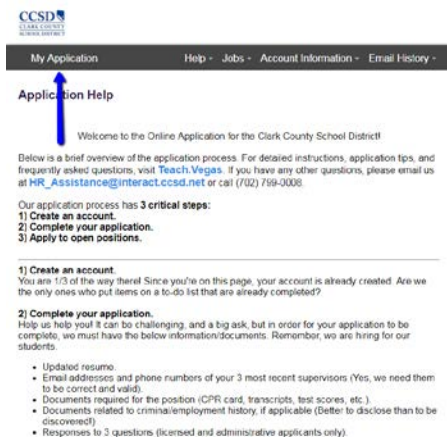 CCSD
CLARK COUNTY
SCHOOL DISTRICT
My Application Help - Jobs - Account Information - Email History -
Application Help
Welcome to the Online Application for the Clark County School District!
Below is a brief overview of the application process. For detailed instructions, application tips, and
frequently asked questions, visit Teach.Vegas. If you have any other questions, please email us
at HR_Assistance@interact.ccsd.net or call (702) 799-0008.
Our application process has 3 critical steps:
1) Create an account.
2) Complete your application.
3) Apply to open positions.
1) Create an account.
You are 1/3 of the way there! Since you're on this page, your account is already created. Are we
the only ones who put items on a to-do list that are already completed?
2) Complete your application.
Help us help you! It can be challenging, and a big ask, but in order for your application to be
complete, we must have the below information/documents. Remember, we are hiring for our
students.
• Updated resume.
• Email addresses and phone numbers of your 3 most recent supervisors (Yes, we need them
to be correct and valid).
• Documents required for the position (CPR card, transcripts, test scores, etc.).
• Documents related to criminal/employment history, if applicable (Better to disclose than to be
discovered!)
• Responses to 3 questions (licensed and administrative applicants only).